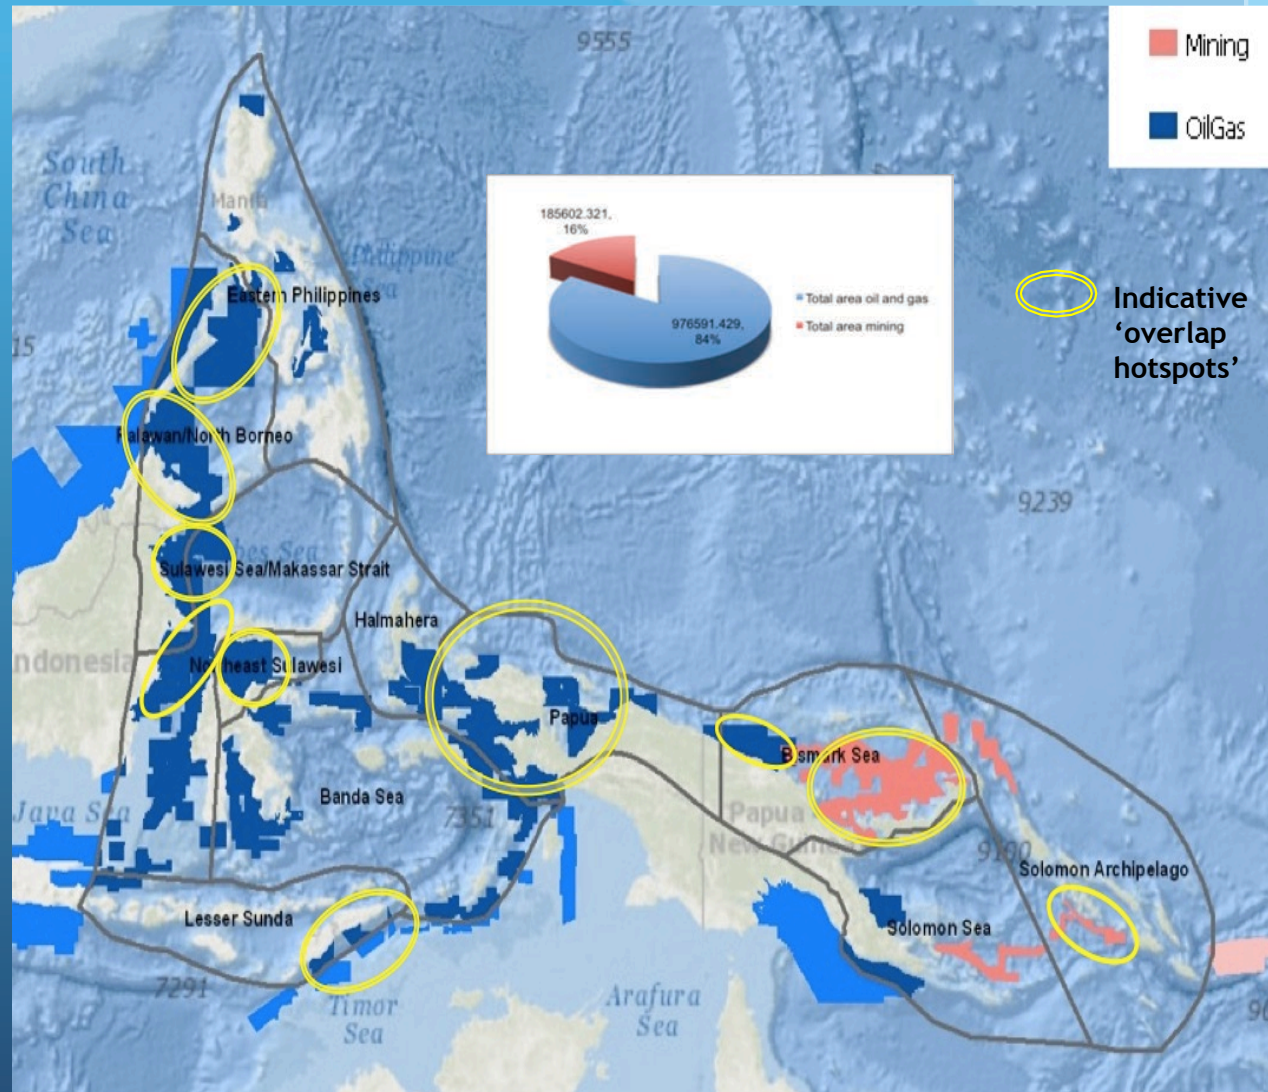 9555
Mining
OilGas
South
China
Sea
Manila
Philippine
Sea
Eastern Philippines
185602.321,
16%
976591.429,
84%
Total area oil and gas
Total area mining
Indicative
‘overlap
hotspots’
15
Palawan/North Borneo
9239
Sulawesi Sea/Makassar Strait
Halmahera
ndonesia
Northeast Sulawesi
Papua
Bismark Sea
Banda Sea
Java Sea
7351
Papua
New Guinea
9190
Solomon Archipelago
Lesser Sunda
Solomon Sea
7291
Timor
Sea
Arafura
Sea